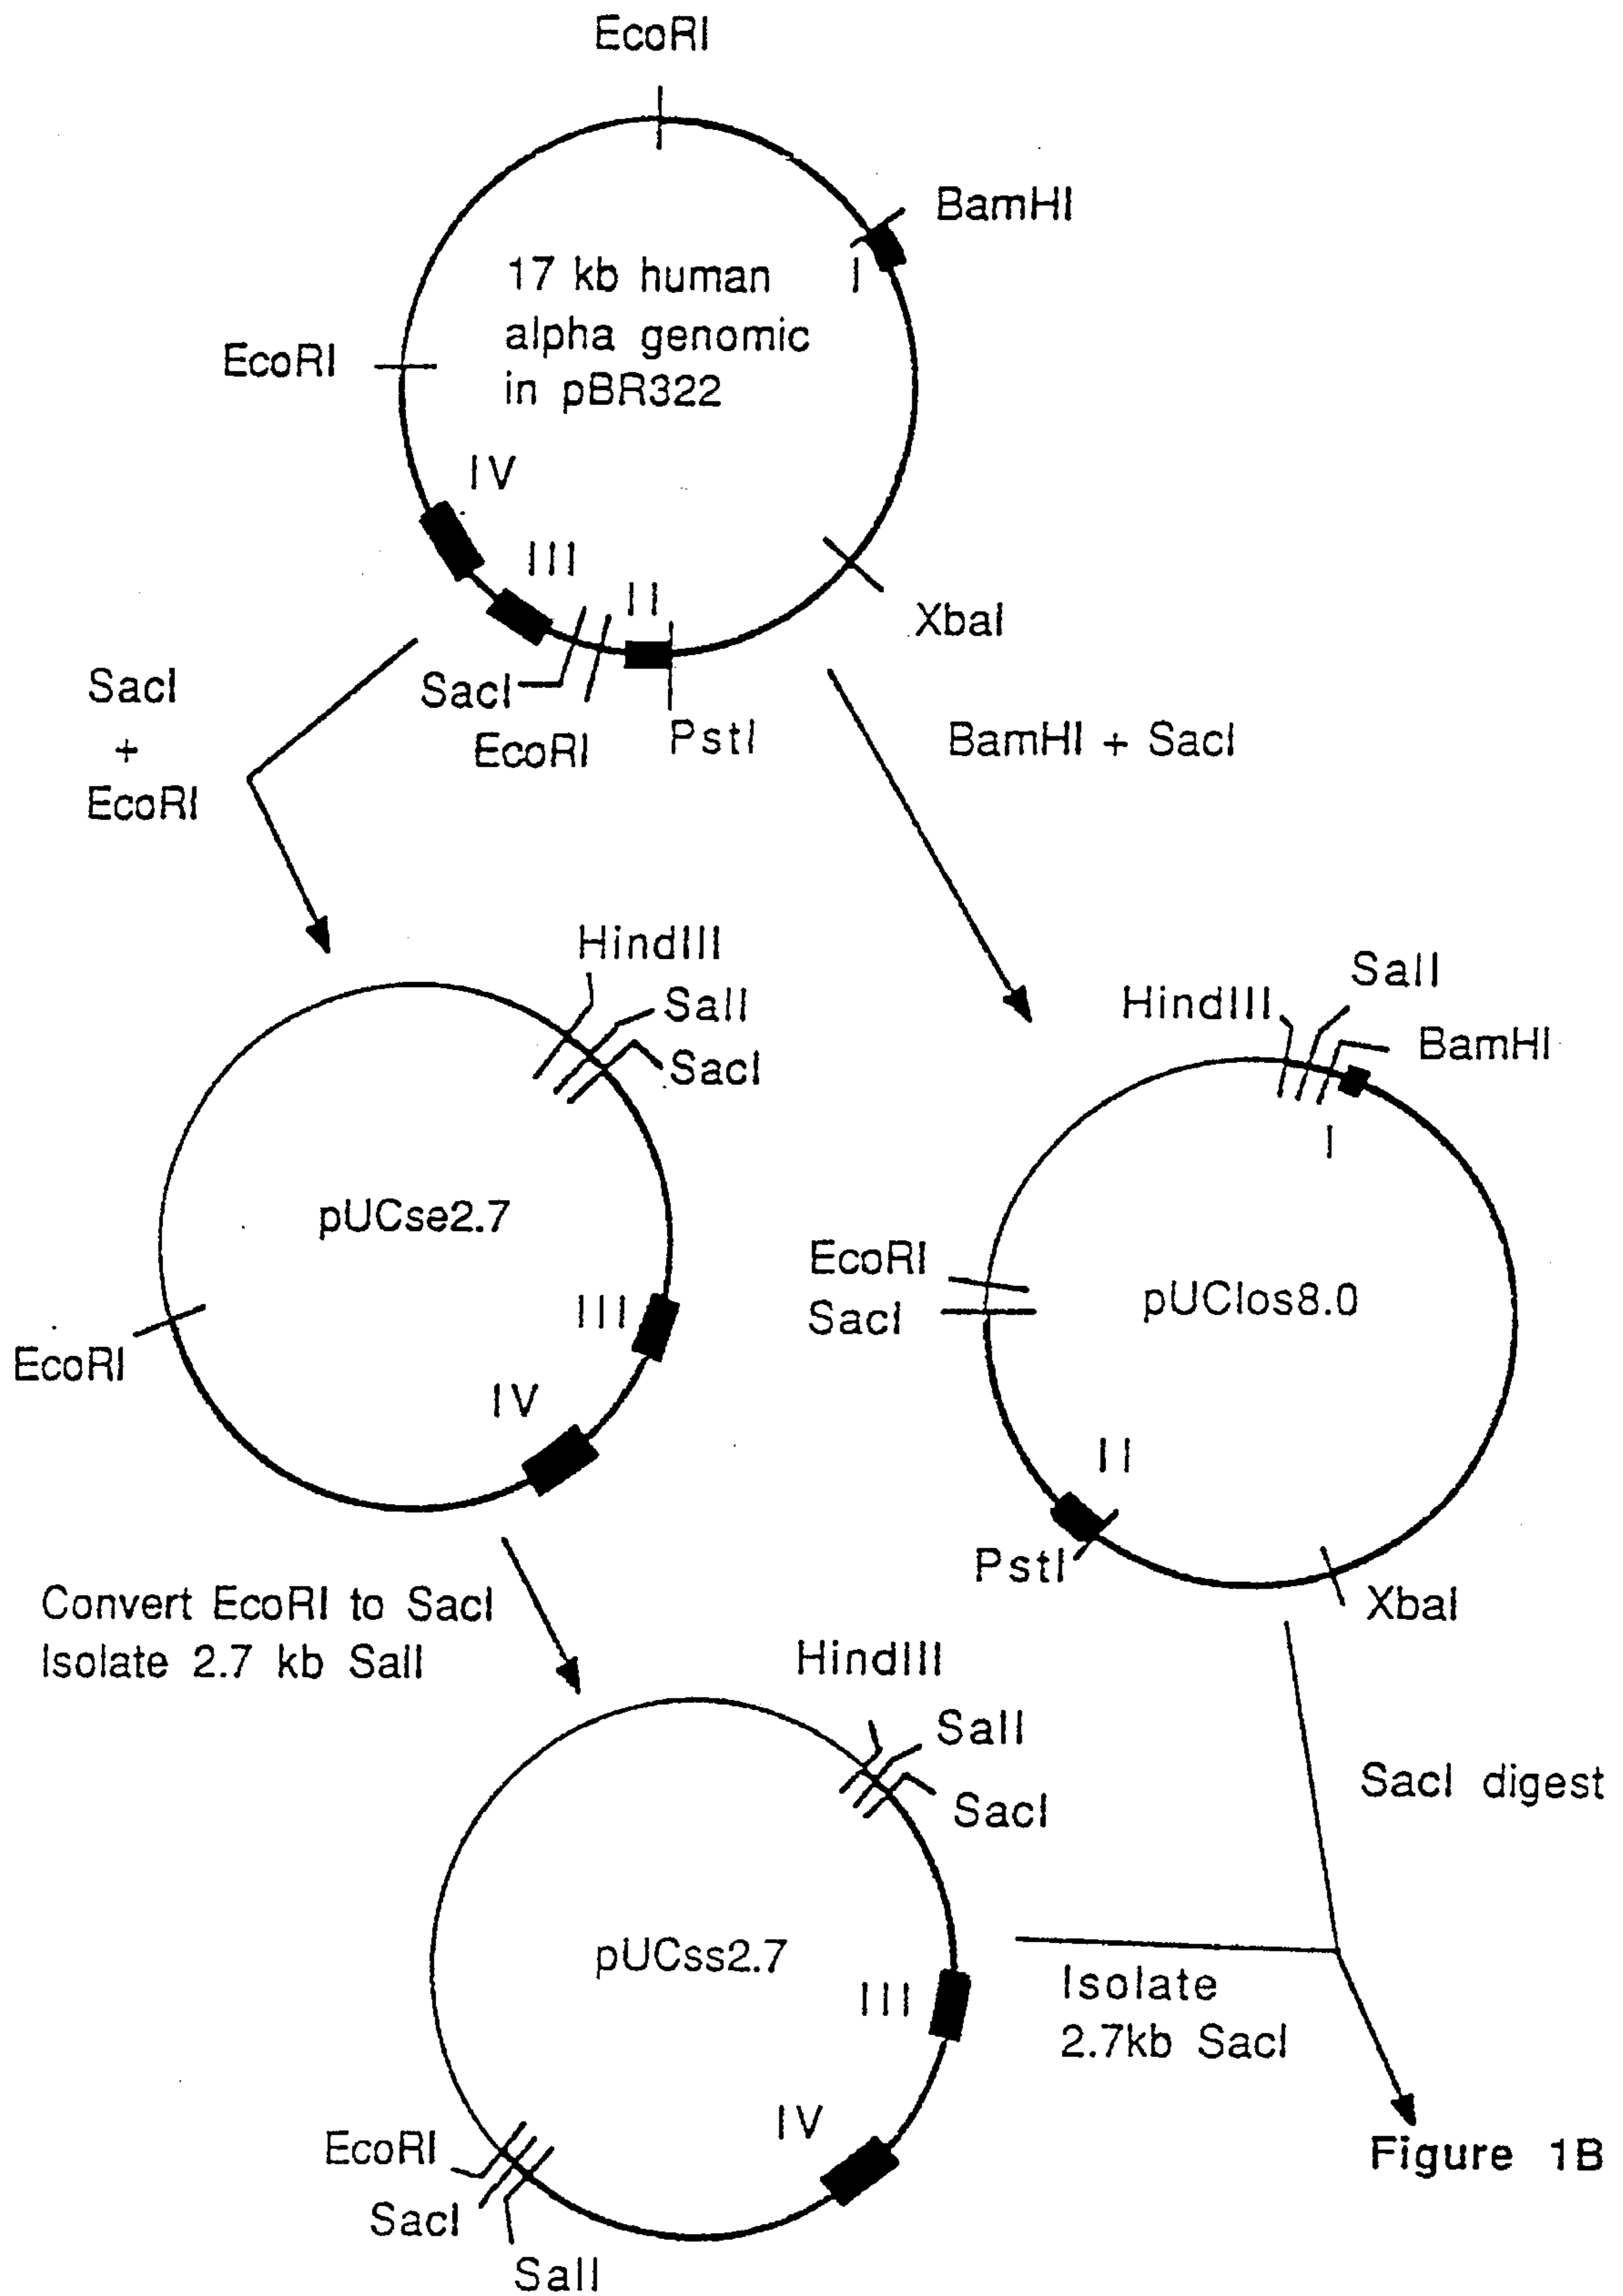 EcoRI
BamHI
I
17 kb human
alpha genomic
in pBR322
EcoRI
IV
III
II
XbaI
SacI
EcoRI
PstI
SacI
+
EcoRI
BamHI + SacI
HindIII
SalI
SacI
pUCse2.7
III
IV
EcoRI
HindIII
SalI
BamHI
I
EcoRI
SacI
pUClos8.0
II
PstI
XbaI
Convert EcoRI to SacI
Isolate 2.7 kb SalI
HindIII
SalI
SacI
pUCss2.7
III
IV
EcoRI
SacI
SalI
SacI digest
Isolate
2.7kb SacI
Figure 1B